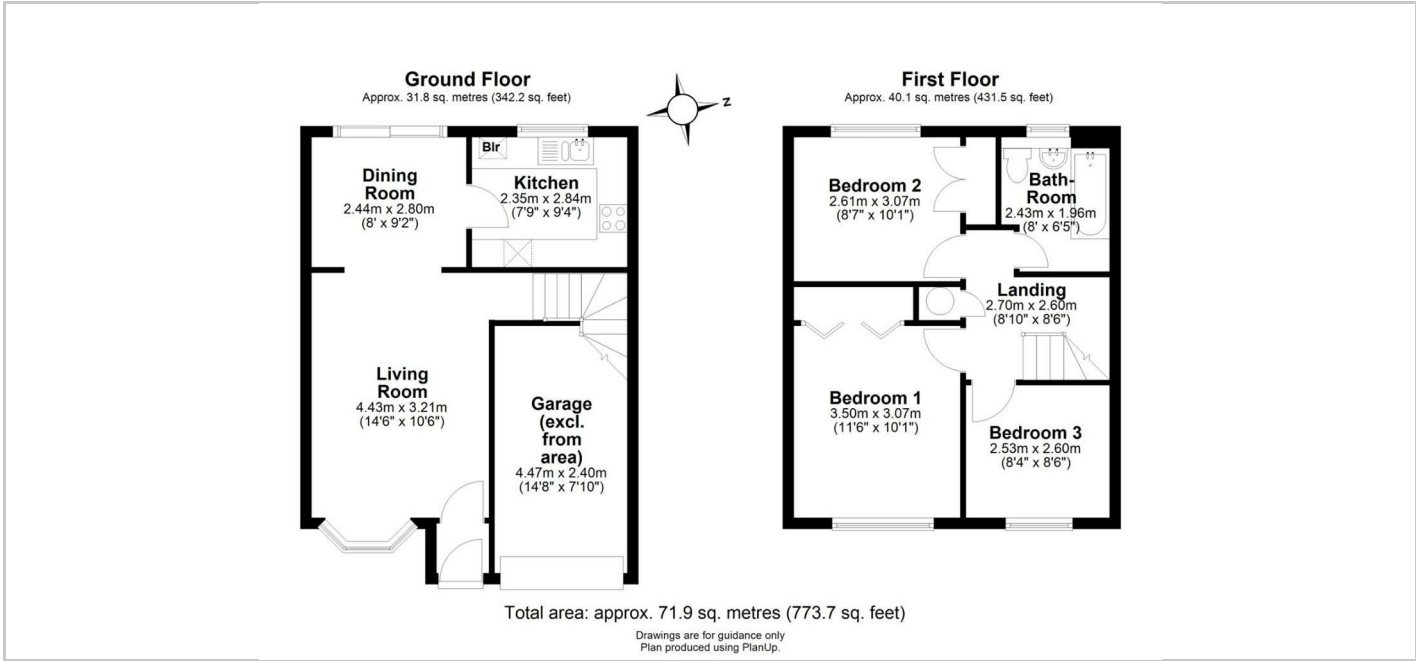 Ground Floor
Approx. 31.8 sq. metres (342.2 sq. feet)
Blr
Dining
Room
2.44m x 2.80m
(8' x 9'2")
Kitchen
2.35m x 2.84m
(7'9" x 9'4")
Living
Room
4.43m x 3.21m
(14'6" x 10'6")
Garage
(excl.
from
area)
4.47m x 2.40m
(14'8" x 7'10")
N
First Floor
Approx. 40.1 sq. metres (431.5 sq. feet)
Bedroom 2
2.61m x 3.07m
(8'7" x 10'1")
Bath-
Room
2.43m x 1.96m
(8' x 6'5")
Landing
2.70m x 2.60m
(8'10" x 8'6")
Bedroom 1
3.50m x 3.07m
(11'6" x 10'1")
Bedroom 3
2.53m x 2.60m
(8'4" x 8'6")
Total area: approx. 71.9 sq. metres (773.7 sq. feet)
Drawings are for guidance only
Plan produced using PlanUp.